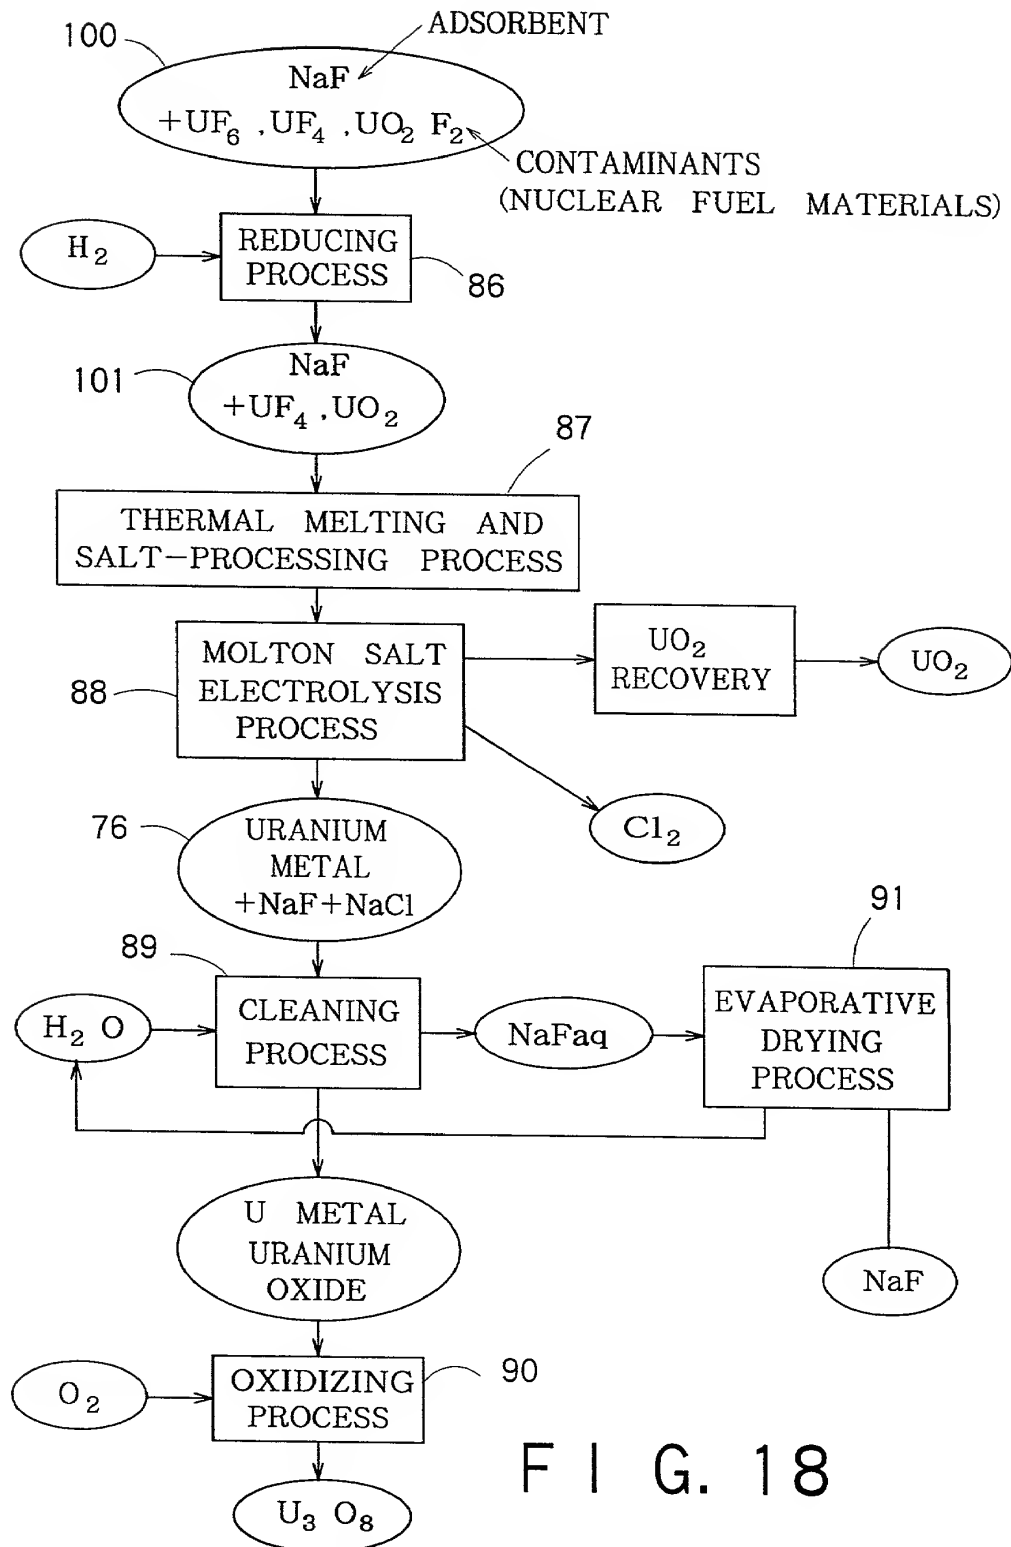 100
ADSORBENT
NaF
+UF6 ,UF4 ,UO2 F2
CONTAMINANTS
(NUCLEAR FUEL MATERIALS)
H2
REDUCING
PROCESS
86
101
NaF
+UF4 ,UO2
87
THERMAL MELTING AND
SALT-PROCESSING PROCESS
88
MOLTON SALT
ELECTROLYSIS
PROCESS
UO2
RECOVERY
UO2
Cl2
76
URANIUM
METAL
+NaF+NaCl
89
91
H2 O
CLEANING
PROCESS
NaFaq
EVAPORATIVE
DRYING
PROCESS
U METAL
URANIUM
OXIDE
NaF
O2
OXIDIZING
PROCESS
90
U3 O8
FIG. 18